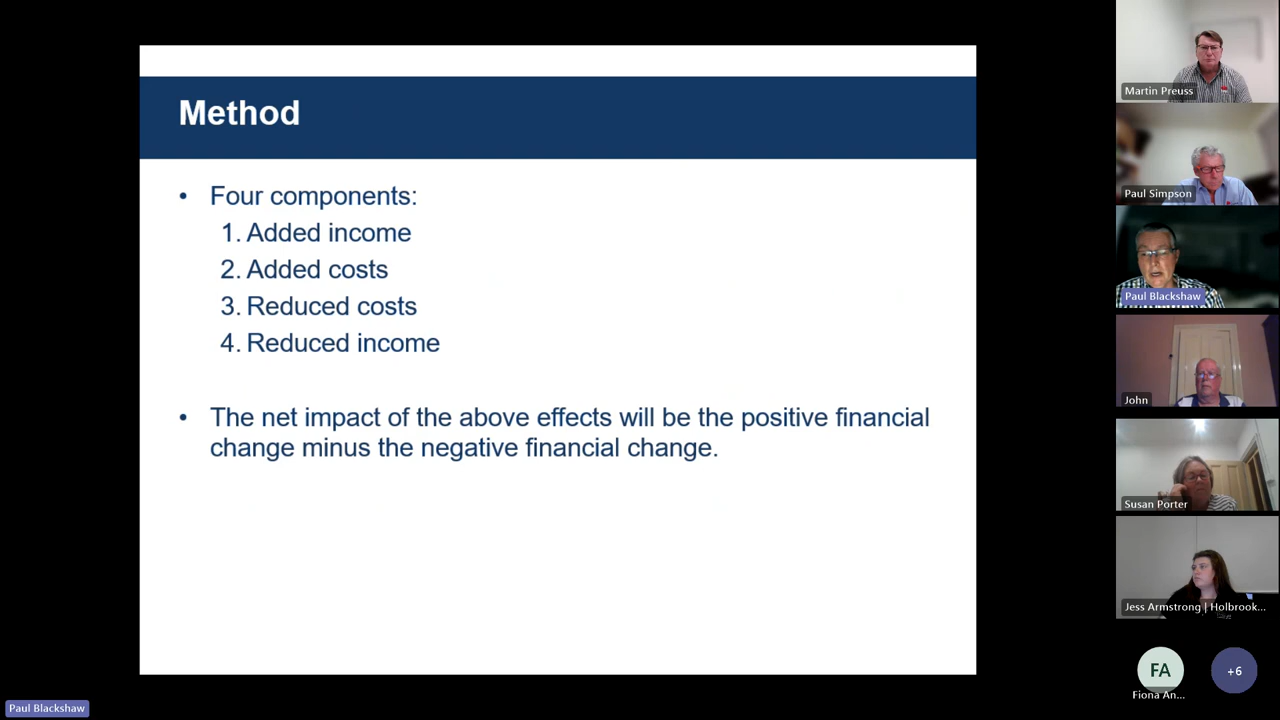 Method
• Four components:
1. Added income
2. Added costs
3. Reduced costs
4. Reduced income
• The net impact of the above effects will be the positive financial
change minus the negative financial change.
Martin Preuss
Paul Simpson
Paul Blackshaw
John
Susan Porter
Jess Armstrong | Holbrook...
FA
Fiona An...
+6
Paul Blackshaw